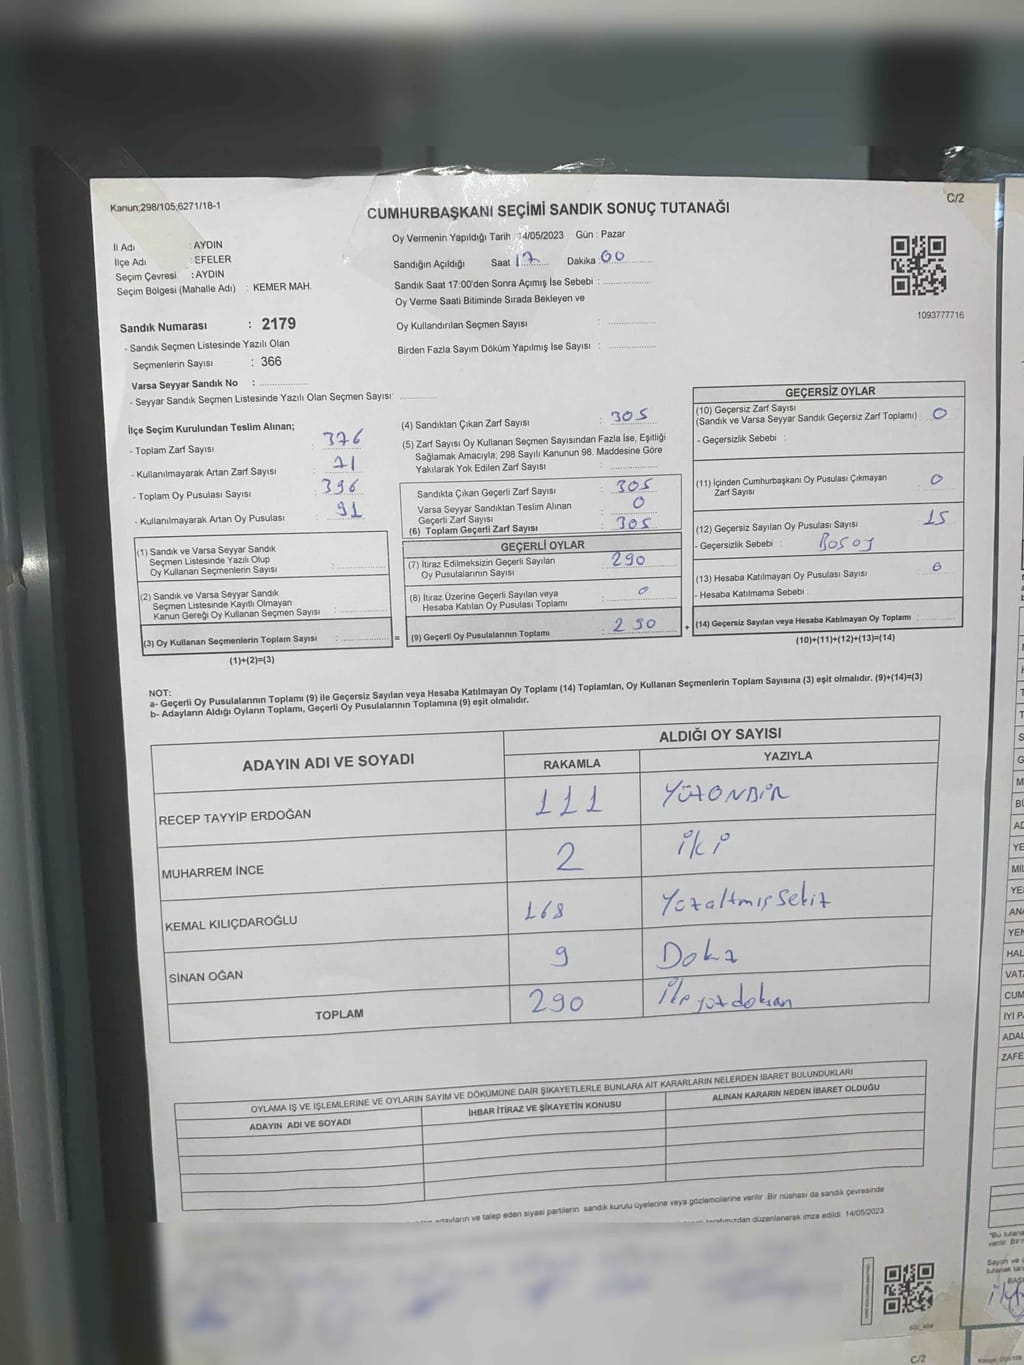 Kanun;298/105,6271/18-1
C/2
CUMHURBAŞKANI SEÇİMİ SANDIK SONUÇ TUTANAĞI
İl Adı : AYDIN
İlçe Adı : EFELER
Seçim Çevresi : AYDIN
Seçim Bölgesi (Mahalle Adı) : KEMER MAH.
Oy Vermenin Yapıldığı Tarih : 14/05/2023 Gün : Pazar
Sandığın Açıldığı Saat 17 Dakika 00
Sandık Saat 17:00'den Sonra Açımış İse Sebebi :
Oy Verme Saati Bitiminde Sırada Bekleyen ve
Oy Kullandırılan Seçmen Sayısı :
Birden Fazla Sayım Döküm Yapılmış İse Sayısı :
1093777716
Sandık Numarası : 2179
- Sandık Seçmen Listesinde Yazılı Olan
Seçmenlerin Sayısı : 366
Varsa Seyyar Sandık No :
- Seyyar Sandık Seçmen Listesinde Yazılı Olan Seçmen Sayısı:
İlçe Seçim Kurulundan Teslim Alınan;
- Toplam Zarf Sayısı : 376
- Kullanılmayarak Artan Zarf Sayısı : 71
- Toplam Oy Pusulası Sayısı : 396
- Kullanılmayarak Artan Oy Pusulası : 91
(1) Sandık ve Varsa Seyyar Sandık
Seçmen Listesinde Yazılı Olup
Oy Kullanan Seçmenlerin Sayısı :
(2) Sandık ve Varsa Seyyar Sandık
Seçmen Listesinde Kayıtlı Olmayan
Kanun Gereği Oy Kullanan Seçmen Sayısı :
(3) Oy Kullanan Seçmenlerin Toplam Sayısı : =
(1)+(2)=(3)
(4) Sandıktan Çıkan Zarf Sayısı : 305
(5) Zarf Sayısı Oy Kullanan Seçmen Sayısından Fazla İse, Eşitliği
Sağlamak Amacıyla; 298 Sayılı Kanunun 98. Maddesine Göre
Yakılarak Yok Edilen Zarf Sayısı :
Sandıkta Çıkan Geçerli Zarf Sayısı : 305
Varsa Seyyar Sandıktan Teslim Alınan
Geçerli Zarf Sayısı : 0
(6) Toplam Geçerli Zarf Sayısı : 305
GEÇERLİ OYLAR
(7) İtiraz Edilmeksizin Geçerli Sayılan
Oy Pusulalarının Sayısı : 290
(8) İtiraz Üzerine Geçerli Sayılan veya
Hesaba Katılan Oy Pusulası Toplamı : 0
(9) Geçerli Oy Pusulalarının Toplamı : 290 +
GEÇERSİZ OYLAR
(10) Geçersiz Zarf Sayısı
(Sandık ve Varsa Seyyar Sandık Geçersiz Zarf Toplamı) : 0
- Geçersizlik Sebebi :
(11) İçinden Cumhurbaşkanı Oy Pusulası Çıkmayan
Zarf Sayısı : 0
(12) Geçersiz Sayılan Oy Pusulası Sayısı : 15
- Geçersizlik Sebebi :
(13) Hesaba Katılmayan Oy Pusulası Sayısı : 0
- Hesaba Katılmama Sebebi :
(14) Geçersiz Sayılan veya Hesaba Katılmayan Oy Toplamı :
(10)+(11)+(12)+(13)=(14)
NOT:
a- Geçerli Oy Pusulalarının Toplamı (9) ile Geçersiz Sayılan veya Hesaba Katılmayan Oy Toplamı (14) Toplamları, Oy Kullanan Seçmenlerin Toplam Sayısına (3) eşit olmalıdır. (9)+(14)=(3)
b- Adayların Aldığı Oyların Toplamı, Geçerli Oy Pusulalarının Toplamına (9) eşit olmalıdır.
ADAYIN ADI VE SOYADI
ALDIĞI OY SAYISI
RAKAMLA YAZIYLA
RECEP TAYYİP ERDOĞAN 111 YÜZONBİR
MUHARREM İNCE 2 iki
KEMAL KILIÇDAROĞLU 168 Yüzaltmışsekiz
SİNAN OĞAN 9 Dokuz
TOPLAM 290 ikiyüzdoksan
OYLAMA İŞ VE İŞLEMLERİNE VE OYLARIN SAYIM VE DÖKÜMÜNE DAİR ŞİKAYETLERLE BUNLARA AİT KARARLARIN NELERDEN İBARET BULUNDUKLARI
ADAYIN ADI VE SOYADI İHBAR İTİRAZ VE ŞİKAYETİN KONUSU ALINAN KARARIN NEDEN İBARET OLDUĞU
adayların ve talep eden siyasi partilerin sandık kurulu üyelerine veya gözlemcilerine verilir .Bir nüshası da sandık çevresinde
tarafımızdan düzenlenerek imza edildi 14/05/2023
C/2